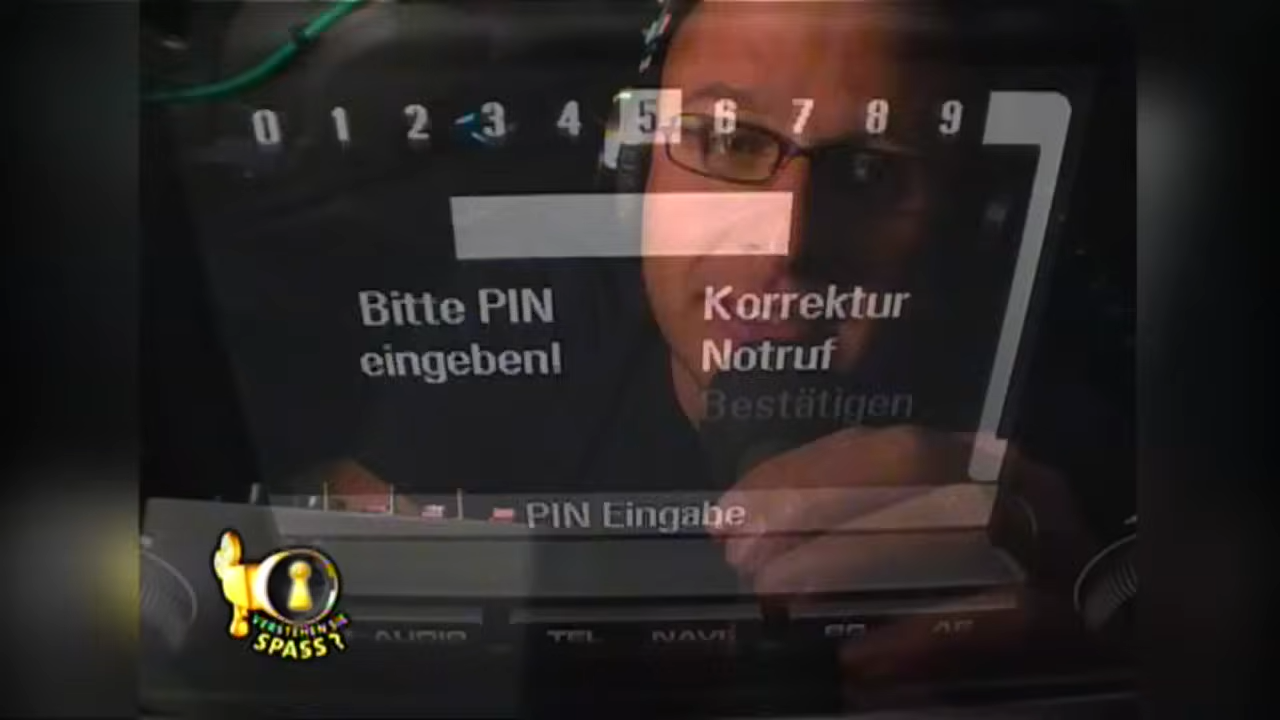 0 1 2 3 4 5 6 7 8 9
Bitte PIN
eingeben!
Korrektur
Notruf
Bestätigen
PIN Eingabe
AUDIO TEL NAVI
VERSTEHEN SIE
SPASS?